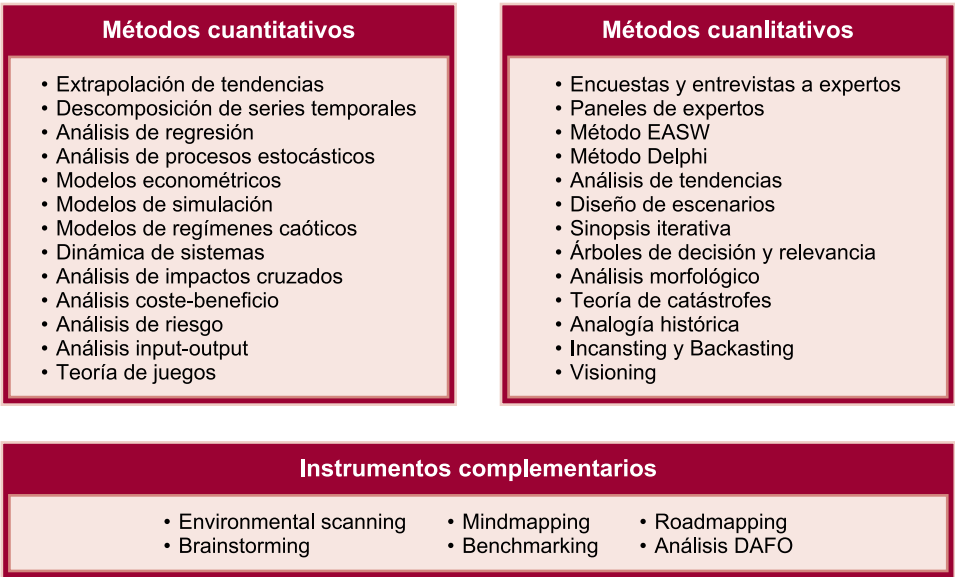 Métodos cuantitativos
• Extrapolación de tendencias
• Descomposición de series temporales
• Análisis de regresión
• Análisis de procesos estocásticos
• Modelos econométricos
• Modelos de simulación
• Modelos de regímenes caóticos
• Dinámica de sistemas
• Análisis de impactos cruzados
• Análisis coste-beneficio
• Análisis de riesgo
• Análisis input-output
• Teoría de juegos
Métodos cuanlitativos
• Encuestas y entrevistas a expertos
• Paneles de expertos
• Método EASW
• Método Delphi
• Análisis de tendencias
• Diseño de escenarios
• Sinopsis iterativa
• Árboles de decisión y relevancia
• Análisis morfológico
• Teoría de catástrofes
• Analogía histórica
• Incansting y Backasting
• Visioning
Instrumentos complementarios
• Environmental scanning • Mindmapping • Roadmapping
• Brainstorming • Benchmarking • Análisis DAFO